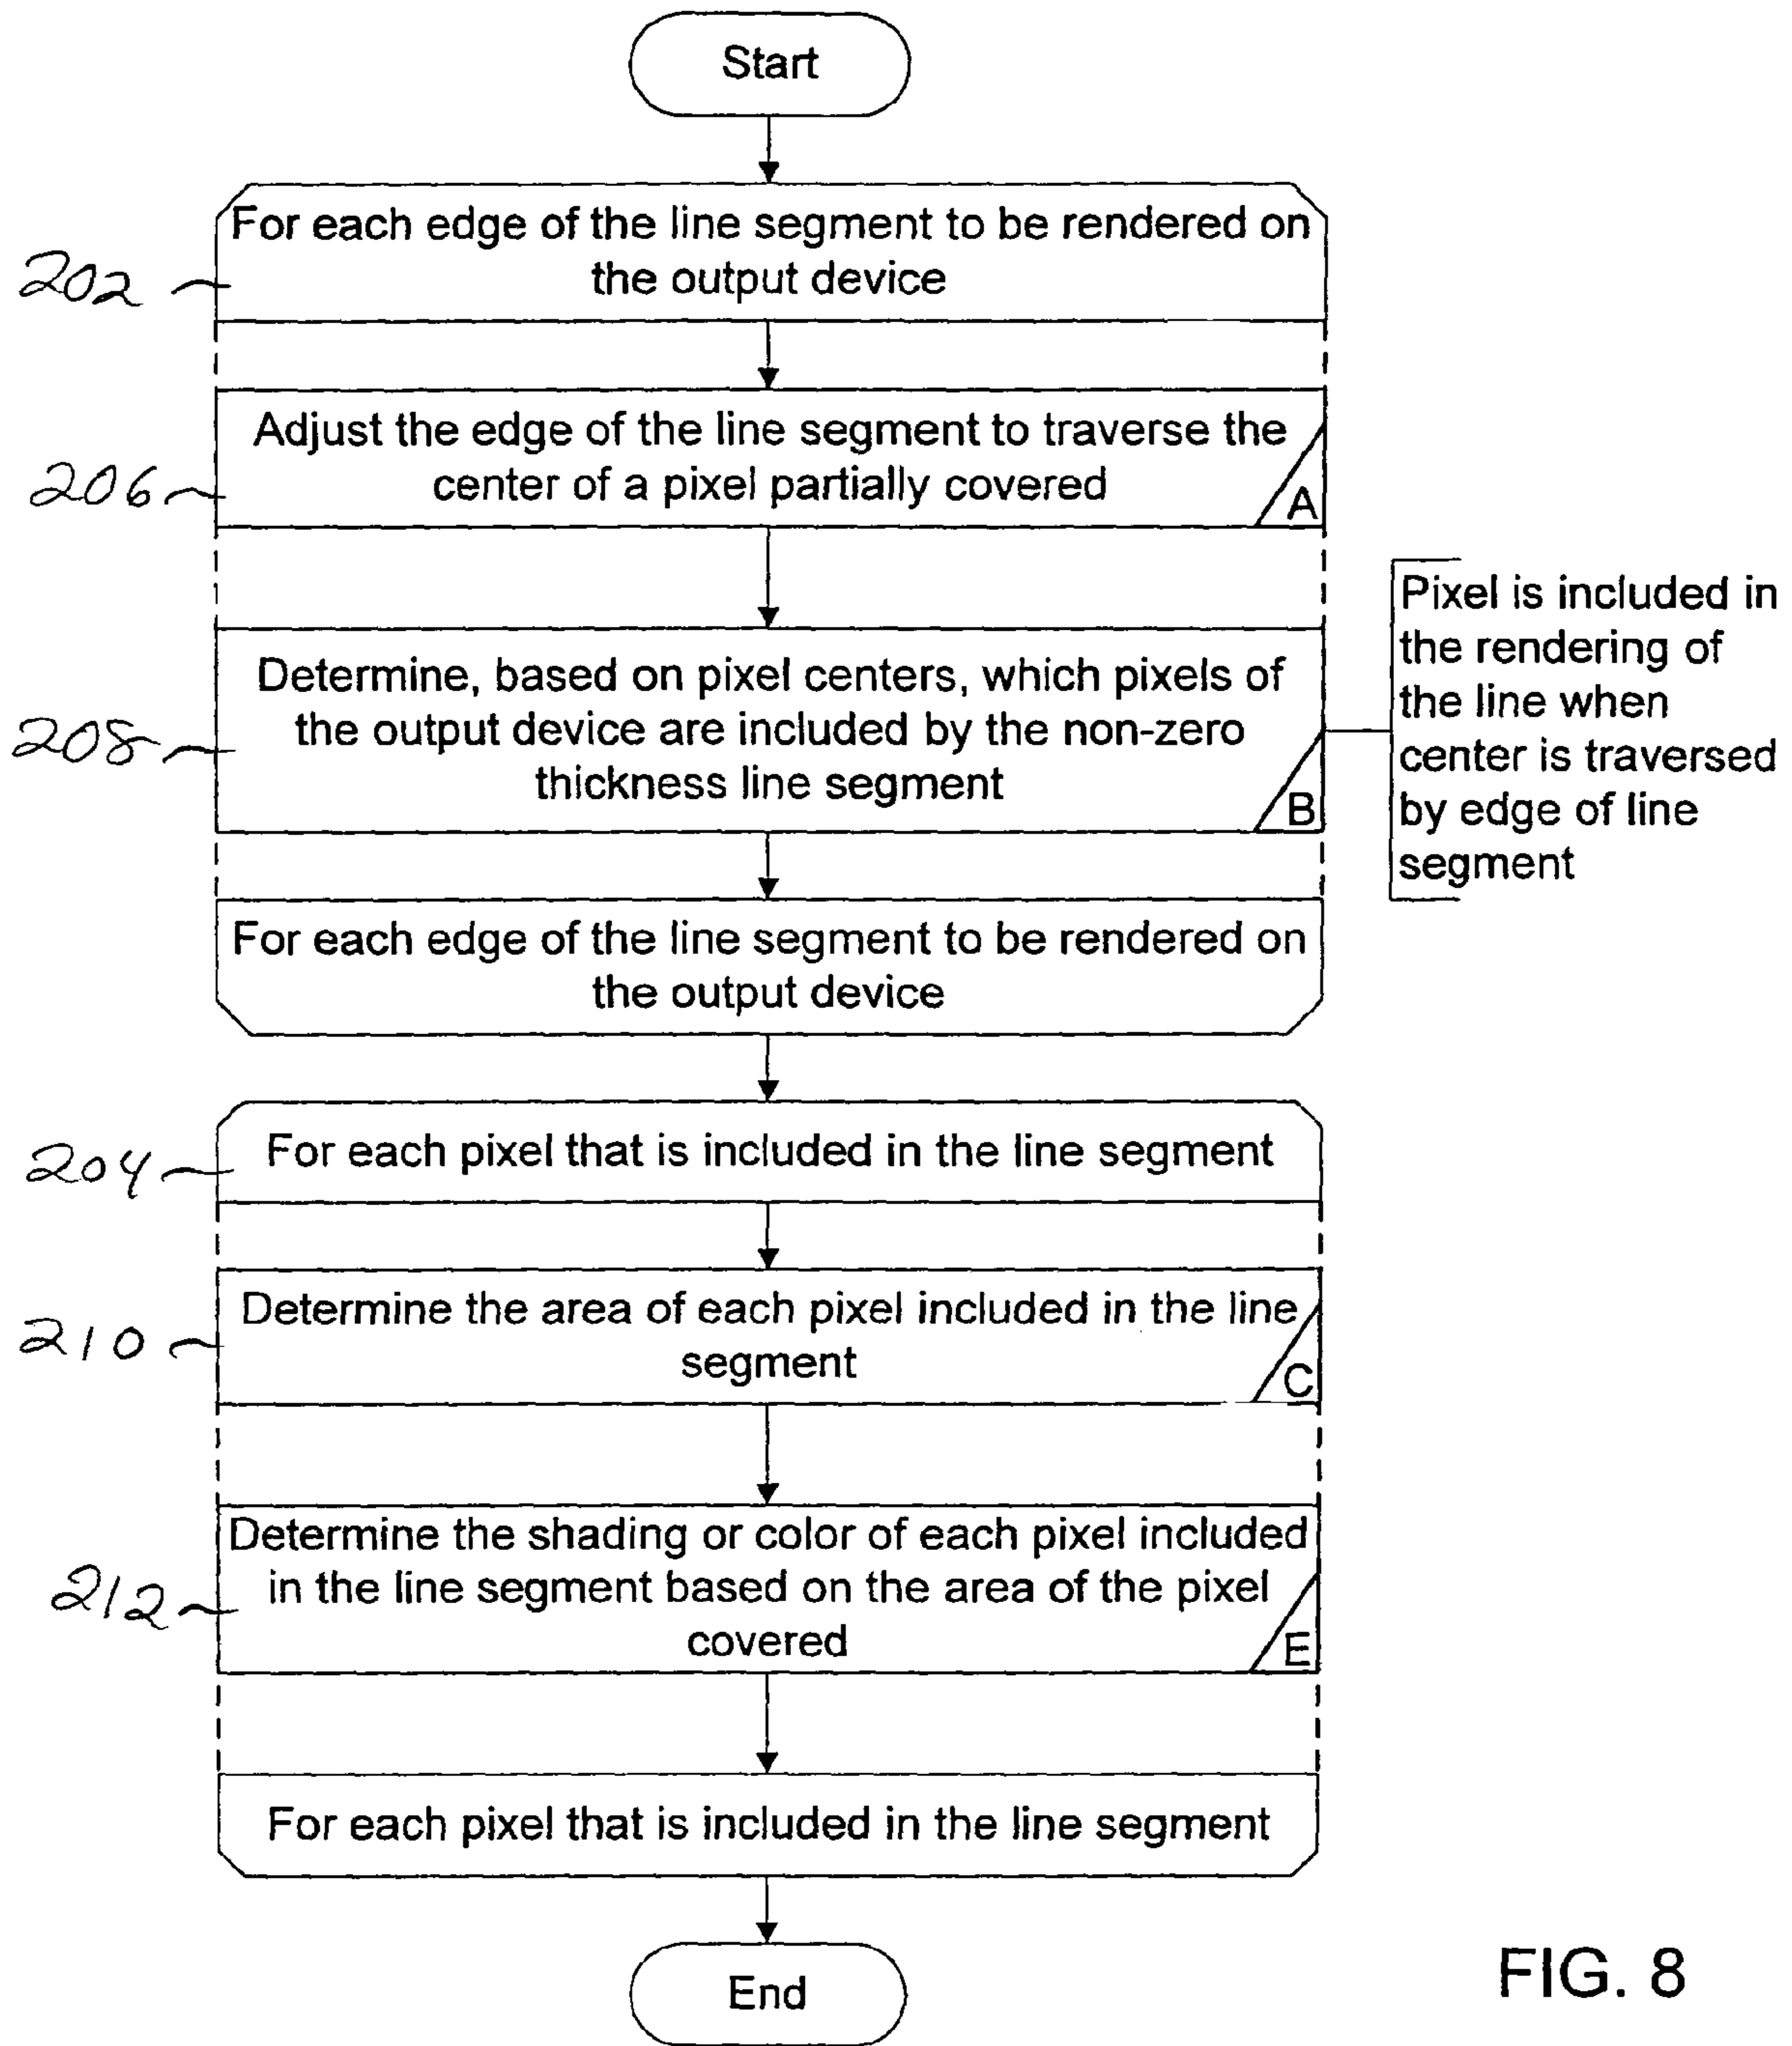 Start
For each edge of the line segment to be rendered on
the output device
202
Adjust the edge of the line segment to traverse the
center of a pixel partially covered
206
A
Determine, based on pixel centers, which pixels of
the output device are included by the non-zero
thickness line segment
208
B
Pixel is included in
the rendering of
the line when
center is traversed
by edge of line
segment
For each edge of the line segment to be rendered on
the output device
For each pixel that is included in the line segment
204
Determine the area of each pixel included in the line
segment
210
C
Determine the shading or color of each pixel included
in the line segment based on the area of the pixel
covered
212
E
For each pixel that is included in the line segment
End
FIG. 8